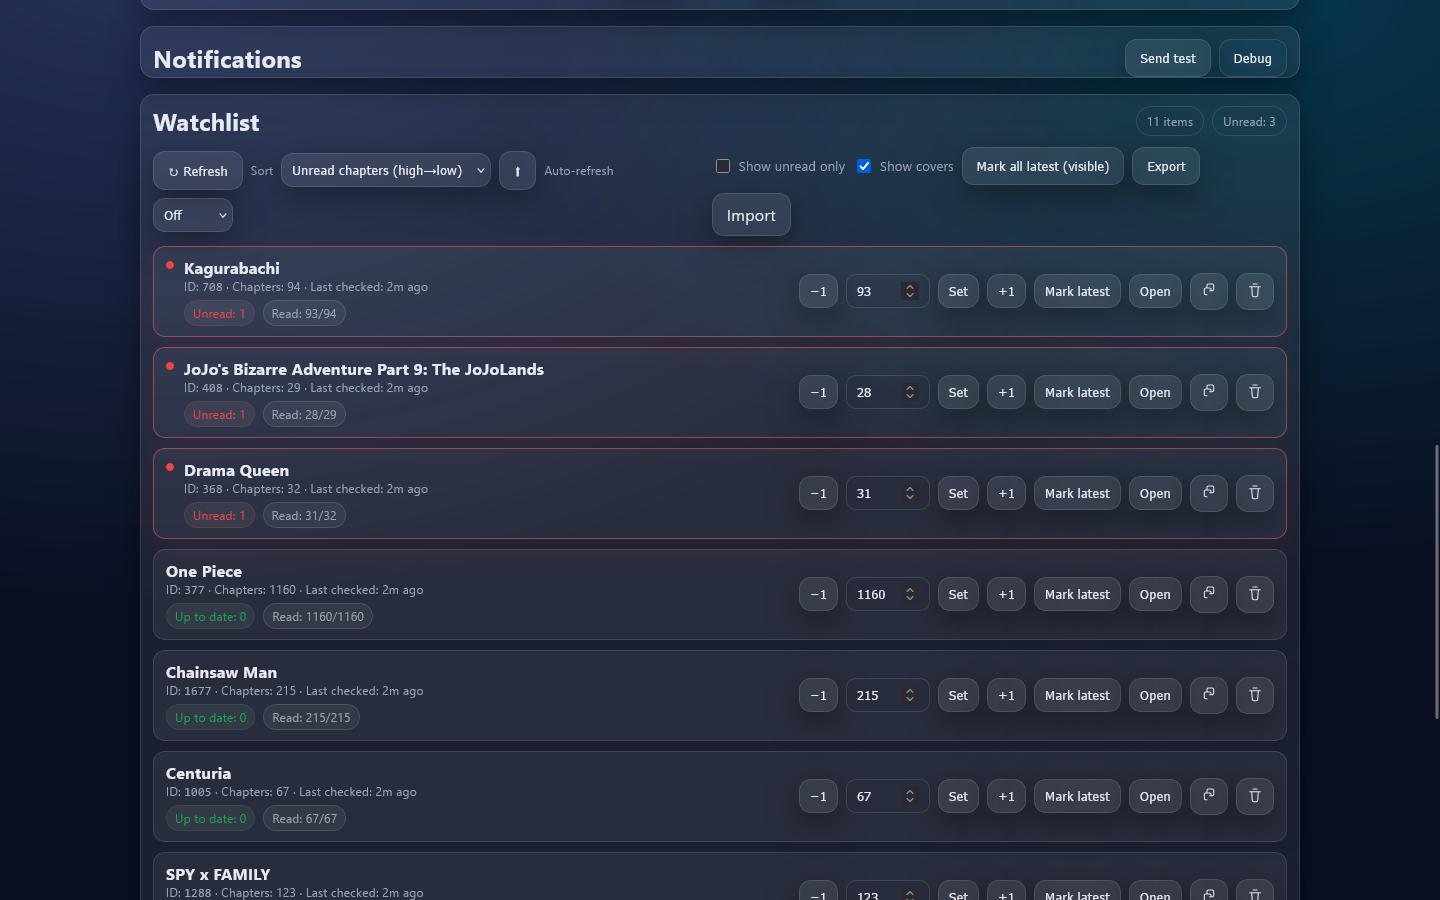 Notifications
Send test
Debug
Watchlist
11 items
Unread: 3
↻ Refresh
Sort
Unread chapters (high→low)
⬆
Auto-refresh
Off
Show unread only
Show covers
Mark all latest (visible)
Export
Import
Kagurabachi
ID: 708 · Chapters: 94 · Last checked: 2m ago
Unread: 1
Read: 93/94
−1
93
Set
+1
Mark latest
Open
JoJo's Bizarre Adventure Part 9: The JoJoLands
ID: 408 · Chapters: 29 · Last checked: 2m ago
Unread: 1
Read: 28/29
−1
28
Set
+1
Mark latest
Open
Drama Queen
ID: 368 · Chapters: 32 · Last checked: 2m ago
Unread: 1
Read: 31/32
−1
31
Set
+1
Mark latest
Open
One Piece
ID: 377 · Chapters: 1160 · Last checked: 2m ago
Up to date: 0
Read: 1160/1160
−1
1160
Set
+1
Mark latest
Open
Chainsaw Man
ID: 1677 · Chapters: 215 · Last checked: 2m ago
Up to date: 0
Read: 215/215
−1
215
Set
+1
Mark latest
Open
Centuria
ID: 1005 · Chapters: 67 · Last checked: 2m ago
Up to date: 0
Read: 67/67
−1
67
Set
+1
Mark latest
Open
SPY x FAMILY
ID: 1288 · Chapters: 123 · Last checked: 2m ago
−1
123
Set
+1
Mark latest
Open